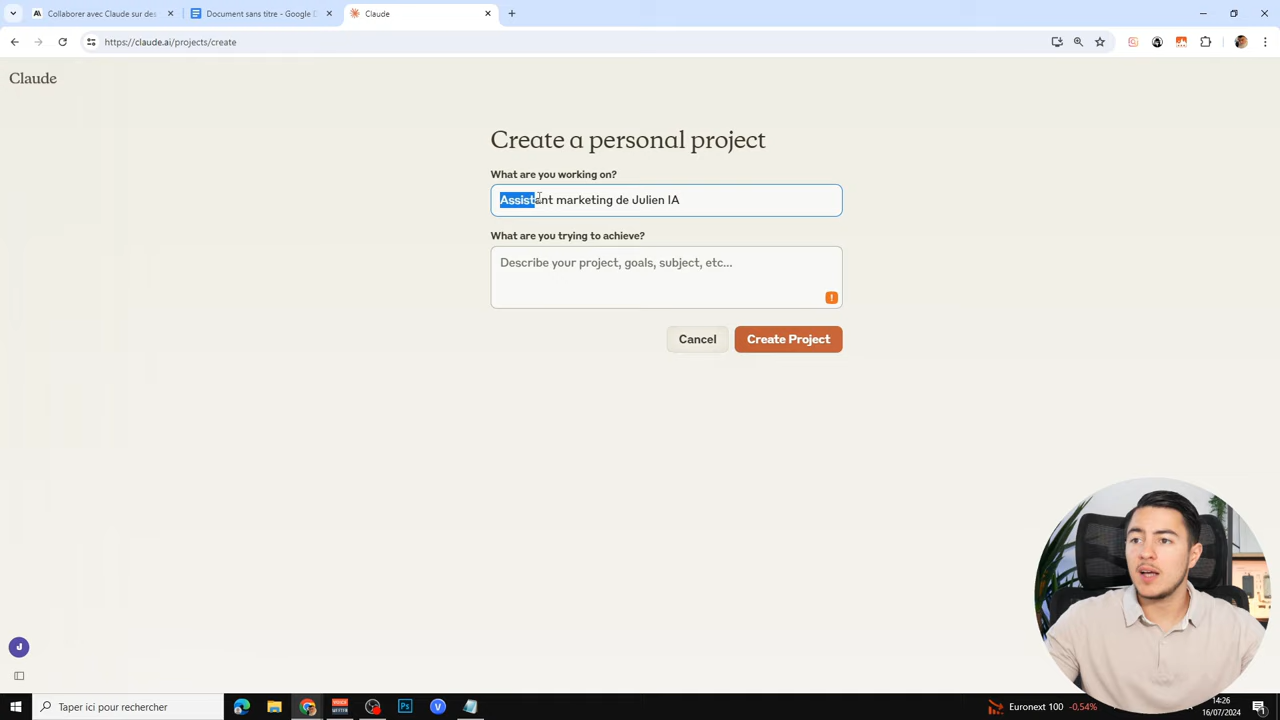 Collaborer avec Claude sur des
Document sans titre - Google D
Claude
https://claude.ai/projects/create
Claude
Create a personal project
What are you working on?
Assistant marketing de Julien IA
What are you trying to achieve?
Describe your project, goals, subject, etc...
!
Cancel
Create Project
J
Taper ici pour rechercher
Ps
V
Euronext 100 -0,54%
14:26
16/07/2024